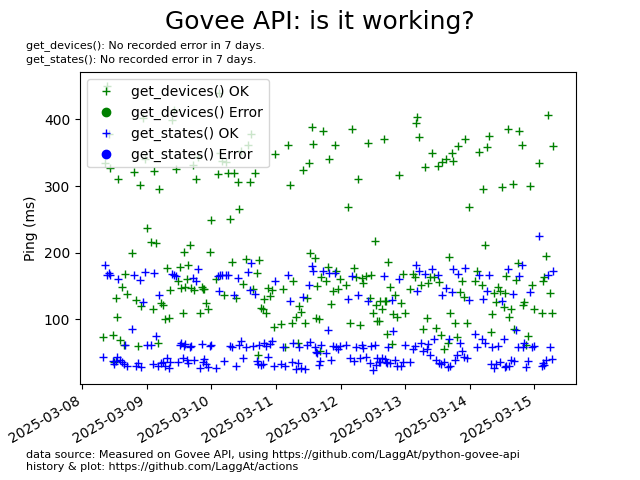 Govee API: is it working?
get_devices(): No recorded error in 7 days.
get_states(): No recorded error in 7 days.
get_devices() OK
get_devices() Error
get_states() OK
get_states() Error
Ping (ms)
400
300
200
100
2025-03-08
2025-03-09
2025-03-10
2025-03-11
2025-03-12
2025-03-13
2025-03-14
2025-03-15
data source: Measured on Govee API, using https://github.com/LaggAt/python-govee-api
history & plot: https://github.com/LaggAt/actions